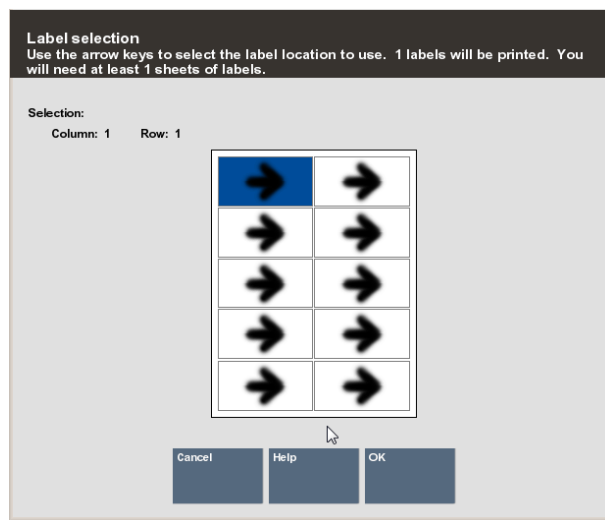 Label selection
Use the arrow keys to select the label location to use.  1 labels will be printed.  You
will need at least 1 sheets of labels.
Selection:
Column: 1 Row: 1
Cancel Help OK